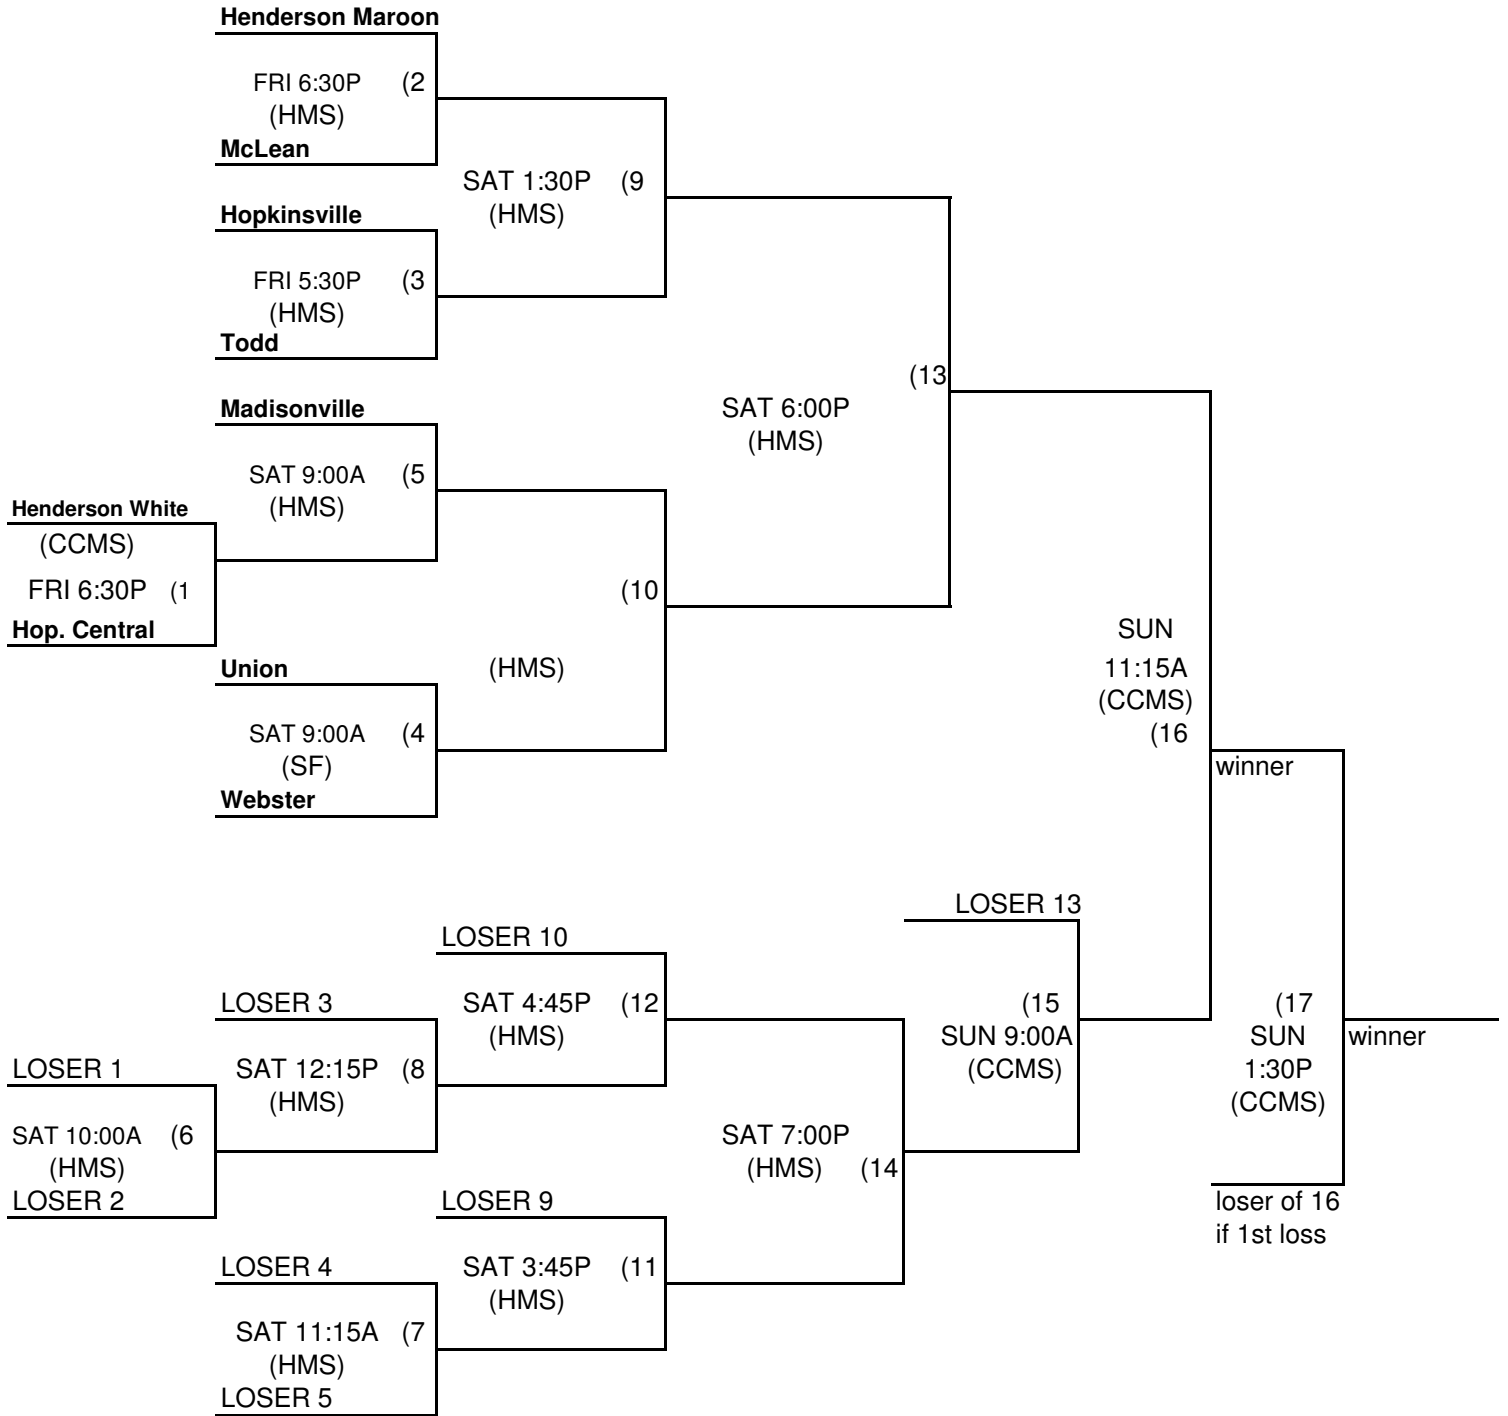 Henderson Maroon
FRI 6:30P (2
(HMS)
McLean
SAT 1:30P (9
(HMS)
Hopkinsville
FRI 5:30P (3
(HMS)
Todd
(13
SAT 6:00P
(HMS)
Madisonville
SAT 9:00A (5
(HMS)
Henderson White
(CCMS)
FRI 6:30P (1
Hop. Central
(10
(HMS)
Union
SAT 9:00A (4
(SF)
Webster
SUN
11:15A
(CCMS)
(16
winner
LOSER 13
LOSER 10
LOSER 3
SAT 4:45P (12
(HMS)
(15
SUN 9:00A
(CCMS)
(17
SUN
1:30P
(CCMS)
winner
LOSER 1
SAT 12:15P (8
(HMS)
SAT 10:00A (6
(HMS)
LOSER 2
SAT 7:00P
(HMS) (14
LOSER 9
loser of 16
if 1st loss
LOSER 4
SAT 3:45P (11
(HMS)
SAT 11:15A (7
(HMS)
LOSER 5